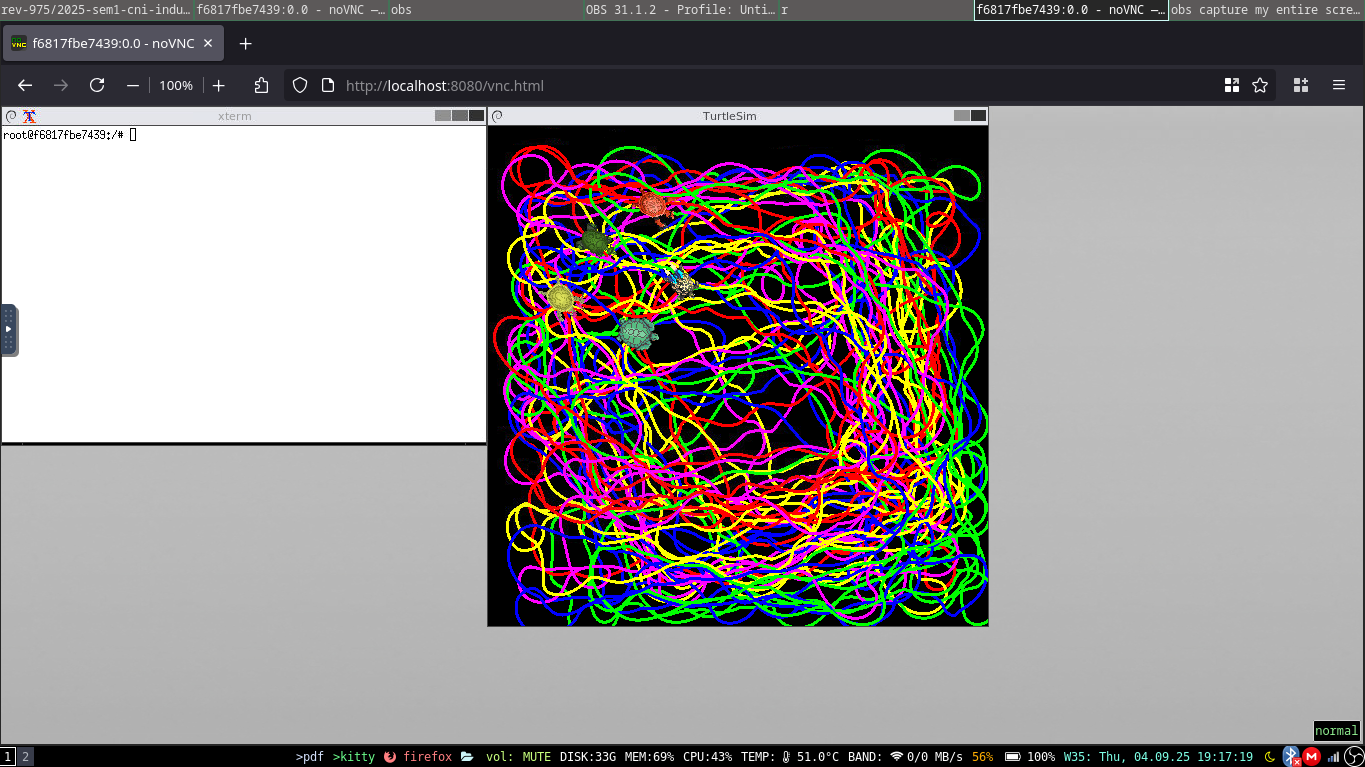 rev-975/2025-sem1-cni-indu…
f6817fbe7439:0.0 - noVNC —…
obs
OBS 31.1.2 - Profile: Unti…
r
f6817fbe7439:0.0 - noVNC —…
obs capture my entire scre…
f6817fbe7439:0.0 - noVNC
100%
http://localhost:8080/vnc.html
xterm
TurtleSim
root@f6817fbe7439:/#
normal
1 2 >pdf >kitty firefox vol: MUTE DISK:33G MEM:69% CPU:43% TEMP: 51.0°C BAND: 0/0 MB/s 56% 100% W35: Thu, 04.09.25 19:17:19